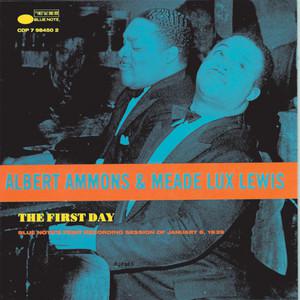 BLUE NOTE
CDP 7 98450 2
ALBERT AMMONS & MEADE LUX LEWIS
THE FIRST DAY
BLUE NOTE'S FIRST RECORDING SESSION OF JANUARY 6, 1939